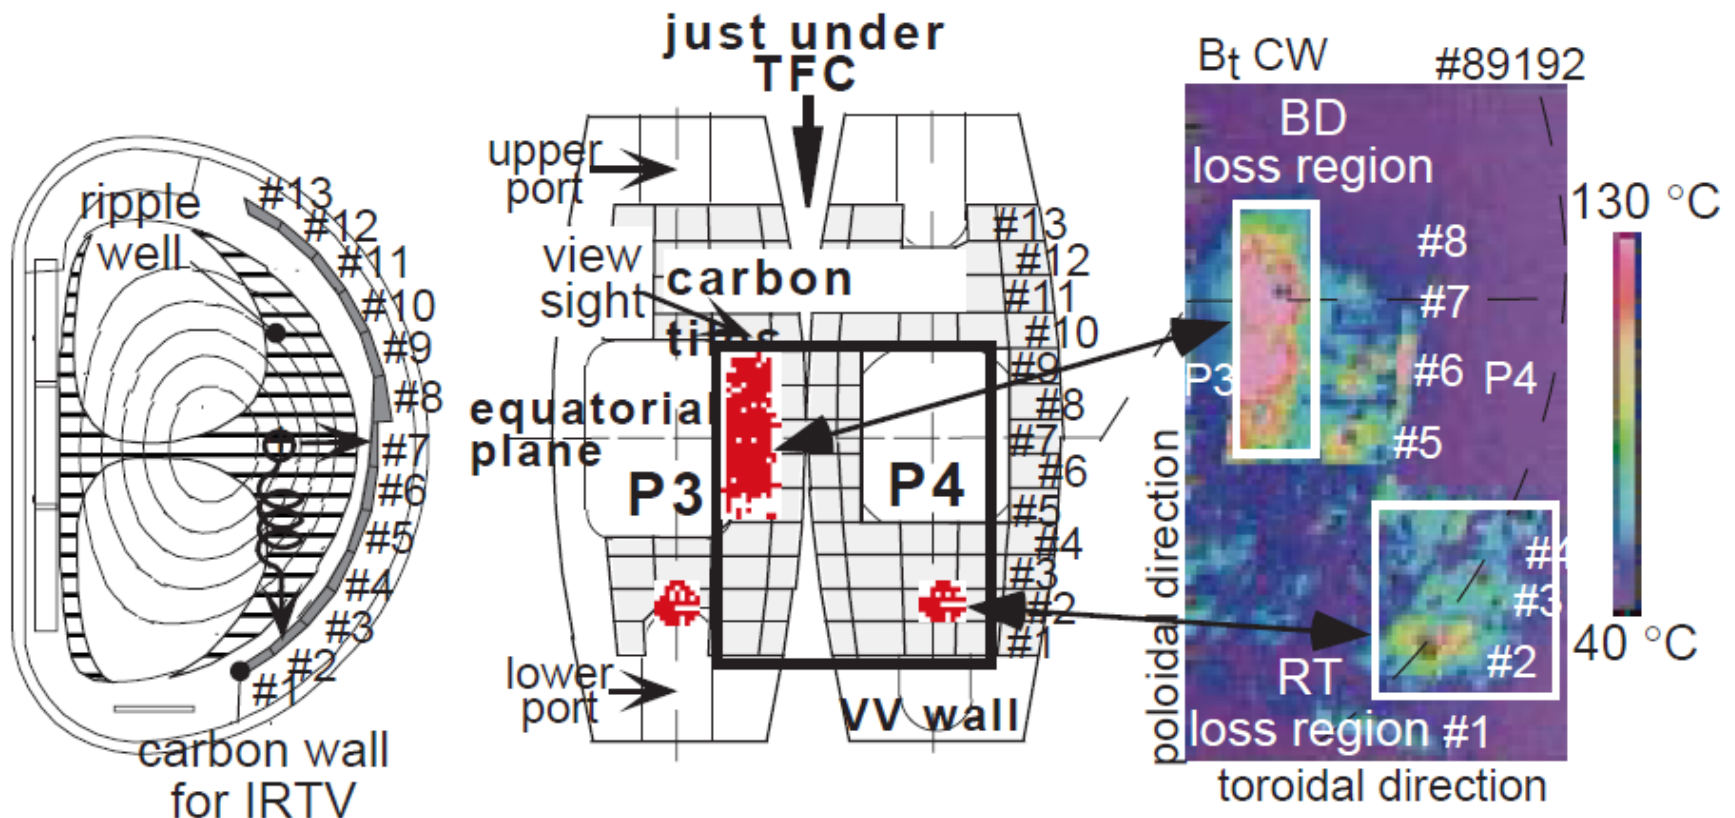 ripple
well
#13
#12
#11
#10
#9
#8
#7
#6
#5
#4
#3
#2
#1
carbon wall
for IRTV
just under
TFC
upper
port
view
sight
carbon
tiles
equatorial
plane
P3
P4
lower
port
VV wall
#13
#12
#11
#10
#9
#8
#7
#6
#5
#4
#3
#2
#1
Bt CW
#89192
BD
loss region
#8
#7
#6
#5
P3
P4
#4
#3
#2
RT
loss region #1
poloidal direction
toroidal direction
130 °C
40 °C